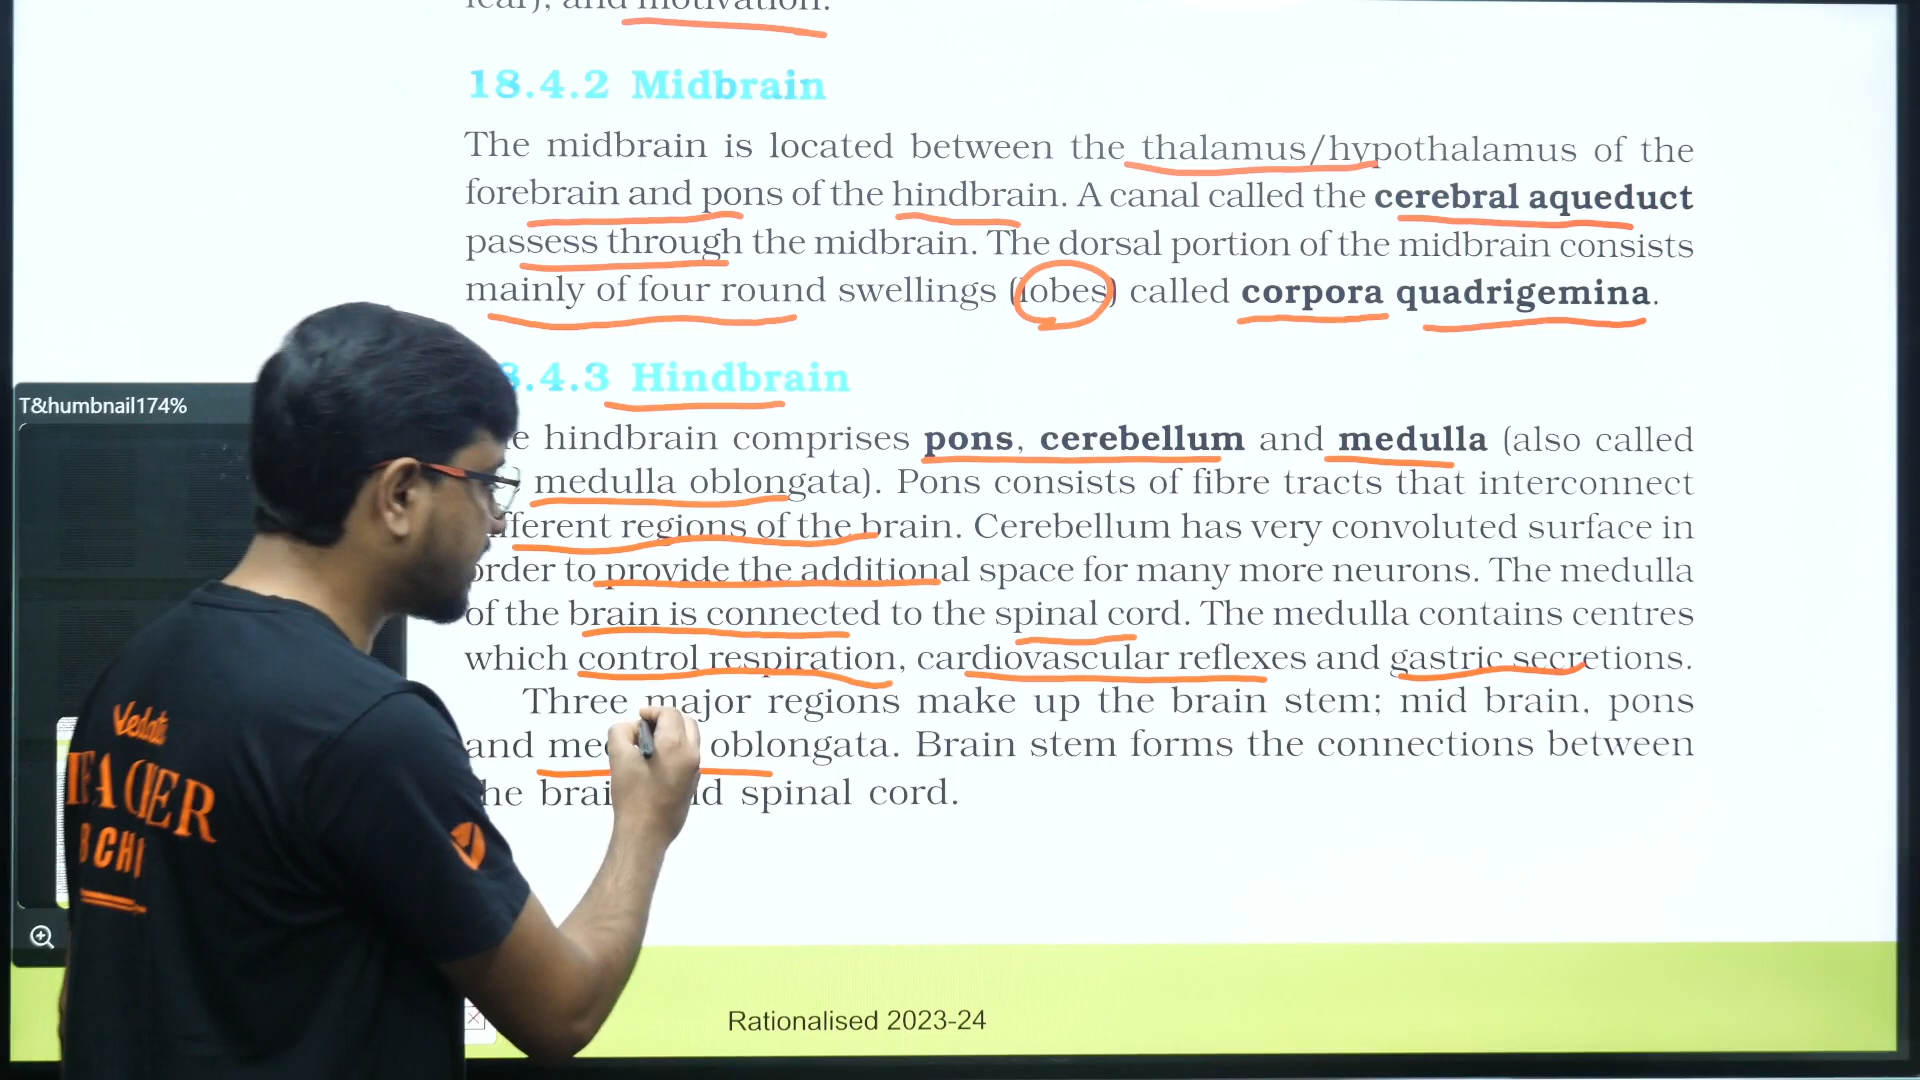 motivation.
18.4.2 Midbrain
The midbrain is located between the thalamus/hypothalamus of the
forebrain and pons of the hindbrain. A canal called the cerebral aqueduct
passess through the midbrain. The dorsal portion of the midbrain consists
mainly of four round swellings (lobes) called corpora quadrigemina.
8.4.3 Hindbrain
hindbrain comprises pons, cerebellum and medulla (also called
medulla oblongata). Pons consists of fibre tracts that interconnect
regions of the brain. Cerebellum has very convoluted surface in
order to provide the additional space for many more neurons. The medulla
of the brain is connected to the spinal cord. The medulla contains centres
which control respiration, cardiovascular reflexes and gastric secretions.
Three major regions make up the brain stem; mid brain, pons
and oblongata. Brain stem forms the connections between
spinal cord.
Rationalised 2023-24
T&humbnail174%
Vedantu
TEACHER